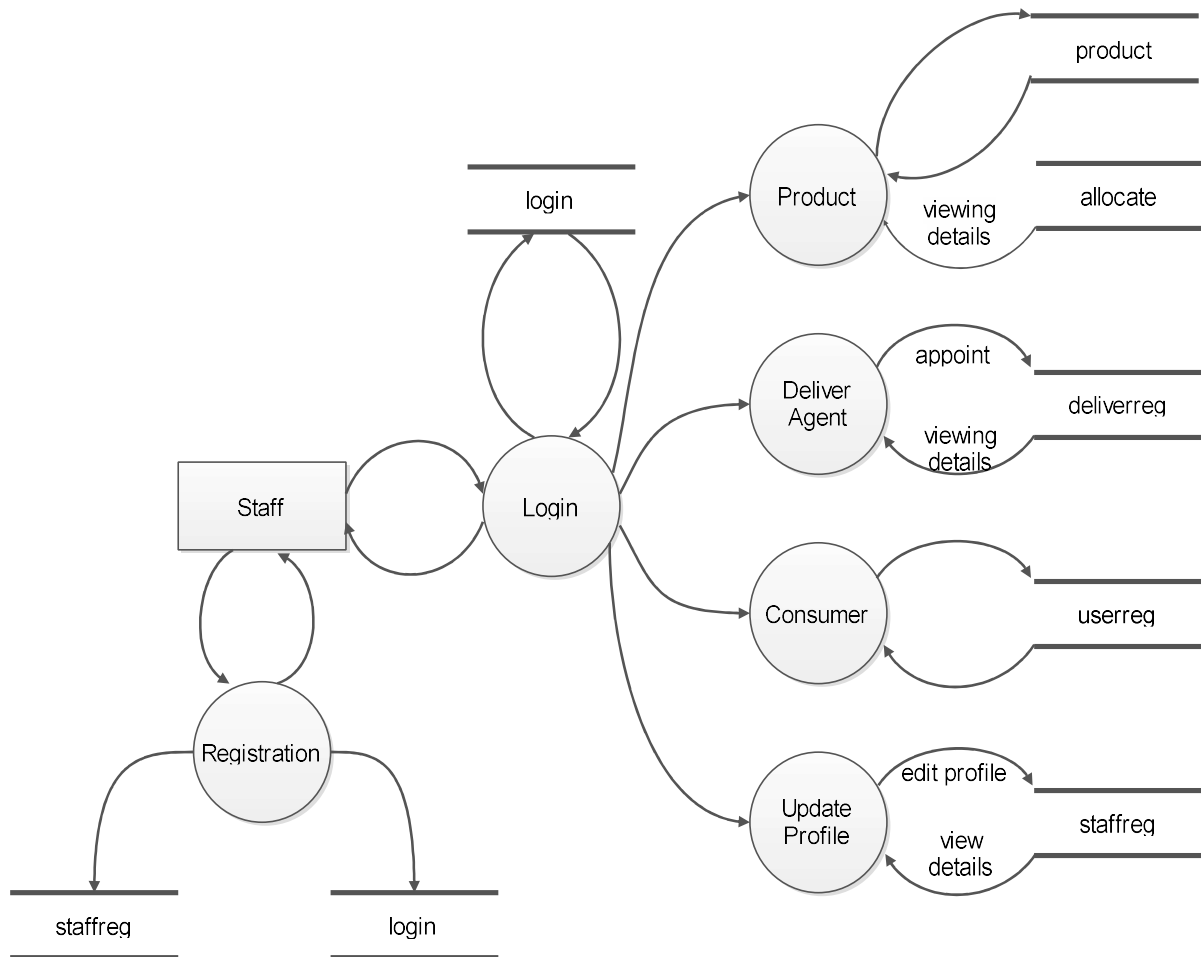 product
login
Product
allocate
viewing
details
appoint
Deliver
Agent
deliverreg
viewing
details
Staff
Login
Consumer
userreg
Registration
edit profile
Update
Profile
staffreg
view
details
staffreg
login